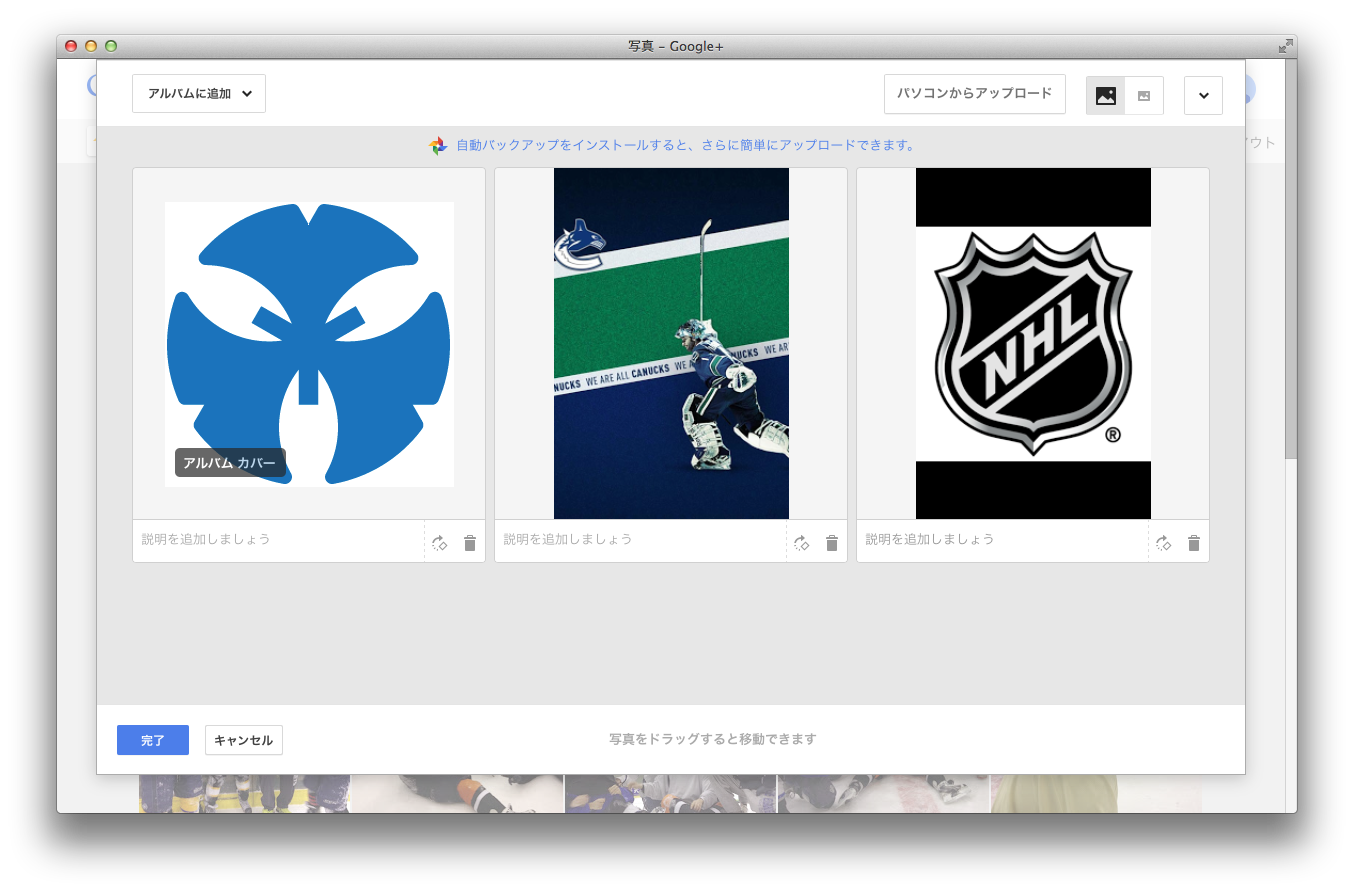 写真 – Google+
アルバムに追加
パソコンからアップロード
自動バックアップをインストールすると、さらに簡単にアップロードできます。
アルバム カバー
NUCKS WE ARE ALL CANUCKS WE A
NUCKS WE AR
NHL
®
説明を追加しましょう
説明を追加しましょう
説明を追加しましょう
完了
キャンセル
写真をドラッグすると移動できます